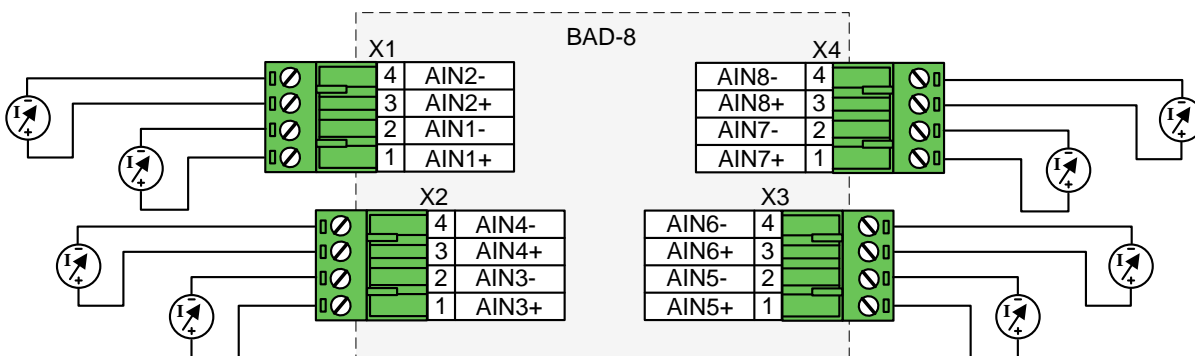 BAD-8
X1
4 AIN2-
3 AIN2+
2 AIN1-
1 AIN1+
X4
AIN8- 4
AIN8+ 3
AIN7- 2
AIN7+ 1
X2
4 AIN4-
3 AIN4+
2 AIN3-
1 AIN3+
X3
AIN6- 4
AIN6+ 3
AIN5- 2
AIN5+ 1
I - +
I - +
I - +
I - +
I - +
I - +
I - +
I - +